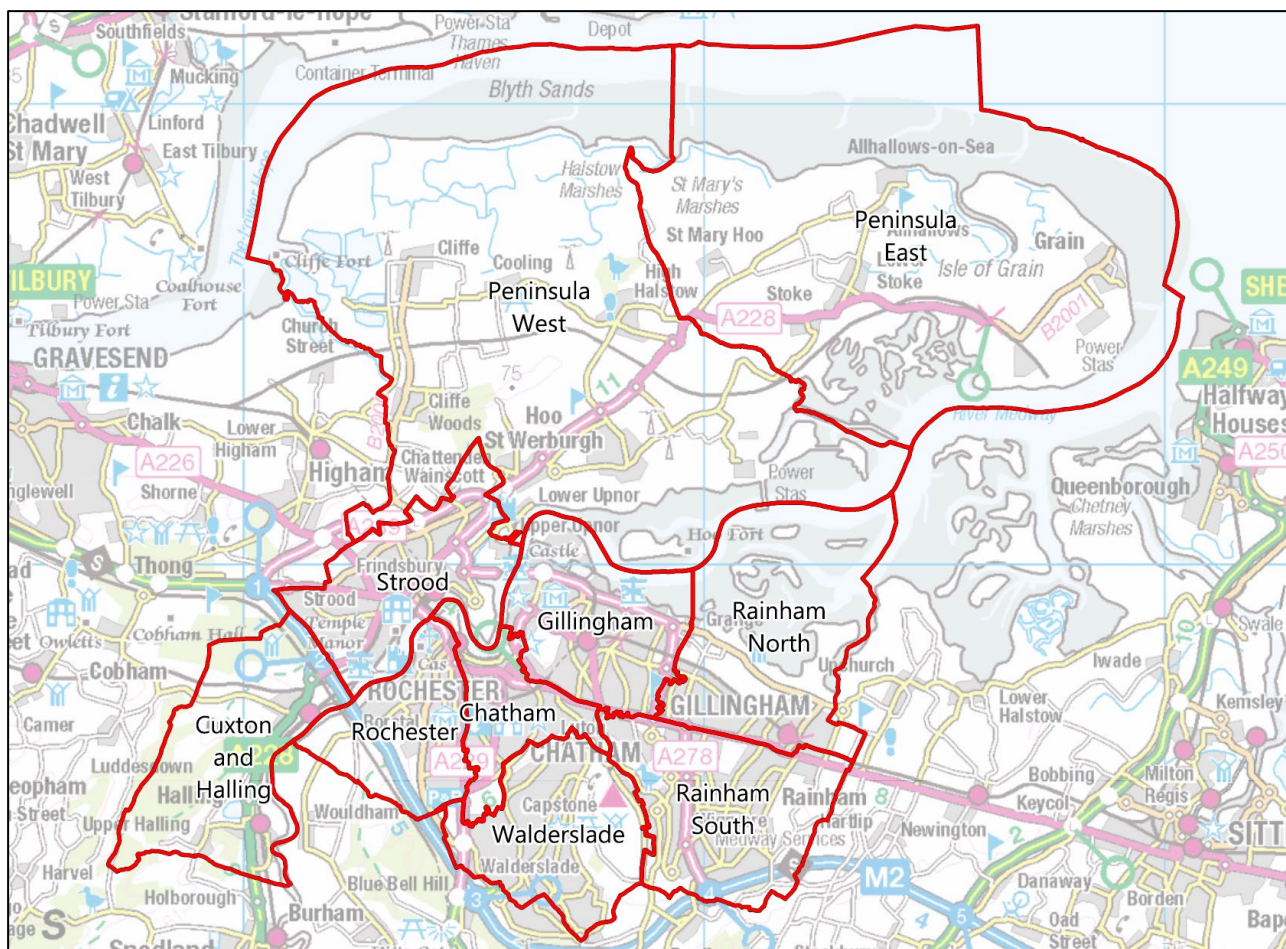 Stanford-le-Hope
Southfields
Power Sta
Thames
Haven
Depot
Mucking
Container Terminal
Blyth Sands
Chadwell
St Mary
Linford
East Tilbury
West
Tilbury
Halstow
Marshes
Allhallows-on-Sea
St Mary's
Marshes
St Mary Hoo
Peninsula
East
Allhallows
Grain
Lower
Stoke
Isle of Grain
Cliffe
Cliffe Fort
Cooling
High
Halstow
Stoke
Coalhouse
Fort
TILBURY
Power Sta
Tilbury Fort
Peninsula
West
A228
B2001
Power
Stas
SHE
A249
Halfway
Houses
A250
GRAVESEND
Church
Street
75
11
River Medway
Chalk
Lower
Higham
Cliffe
Woods
Hoo
St Werburgh
A226
Higham
Chattenden
Wainscott
Shorne
Lower Upnor
Power
Stas
Queenborough
Chetney
Marshes
Upper Upnor
Castle
Hoo Fort
S
Thong
1
Frindsbury
Strood
Strood
Temple
Manor
Gillingham
Grange
Rainham
North
Owletts
Cobham Hall
2
Swale
10
Cobham
Upchurch
Iwade
ROCHESTER
GILLINGHAM
Lower
Halstow
Kemsley
Camer
Cuxton
and
Halling
Borstal
Rochester
Chatham
CHATHAM
A278
Luddesdown
Bobbing
Milton
Regis
Halling
Upper Halling
Wouldham
5
Capstone
Rainham
South
Rainham
8
Keycol
Hartlip
Newington
2
SITT
Walderslade
Medway Services
S
Harvel
Walderslade
Holborough
Blue Bell Hill
3
4
M2
4
5
Danaway
Borden
Oad
Street
S
Burham
Snodland
Bap